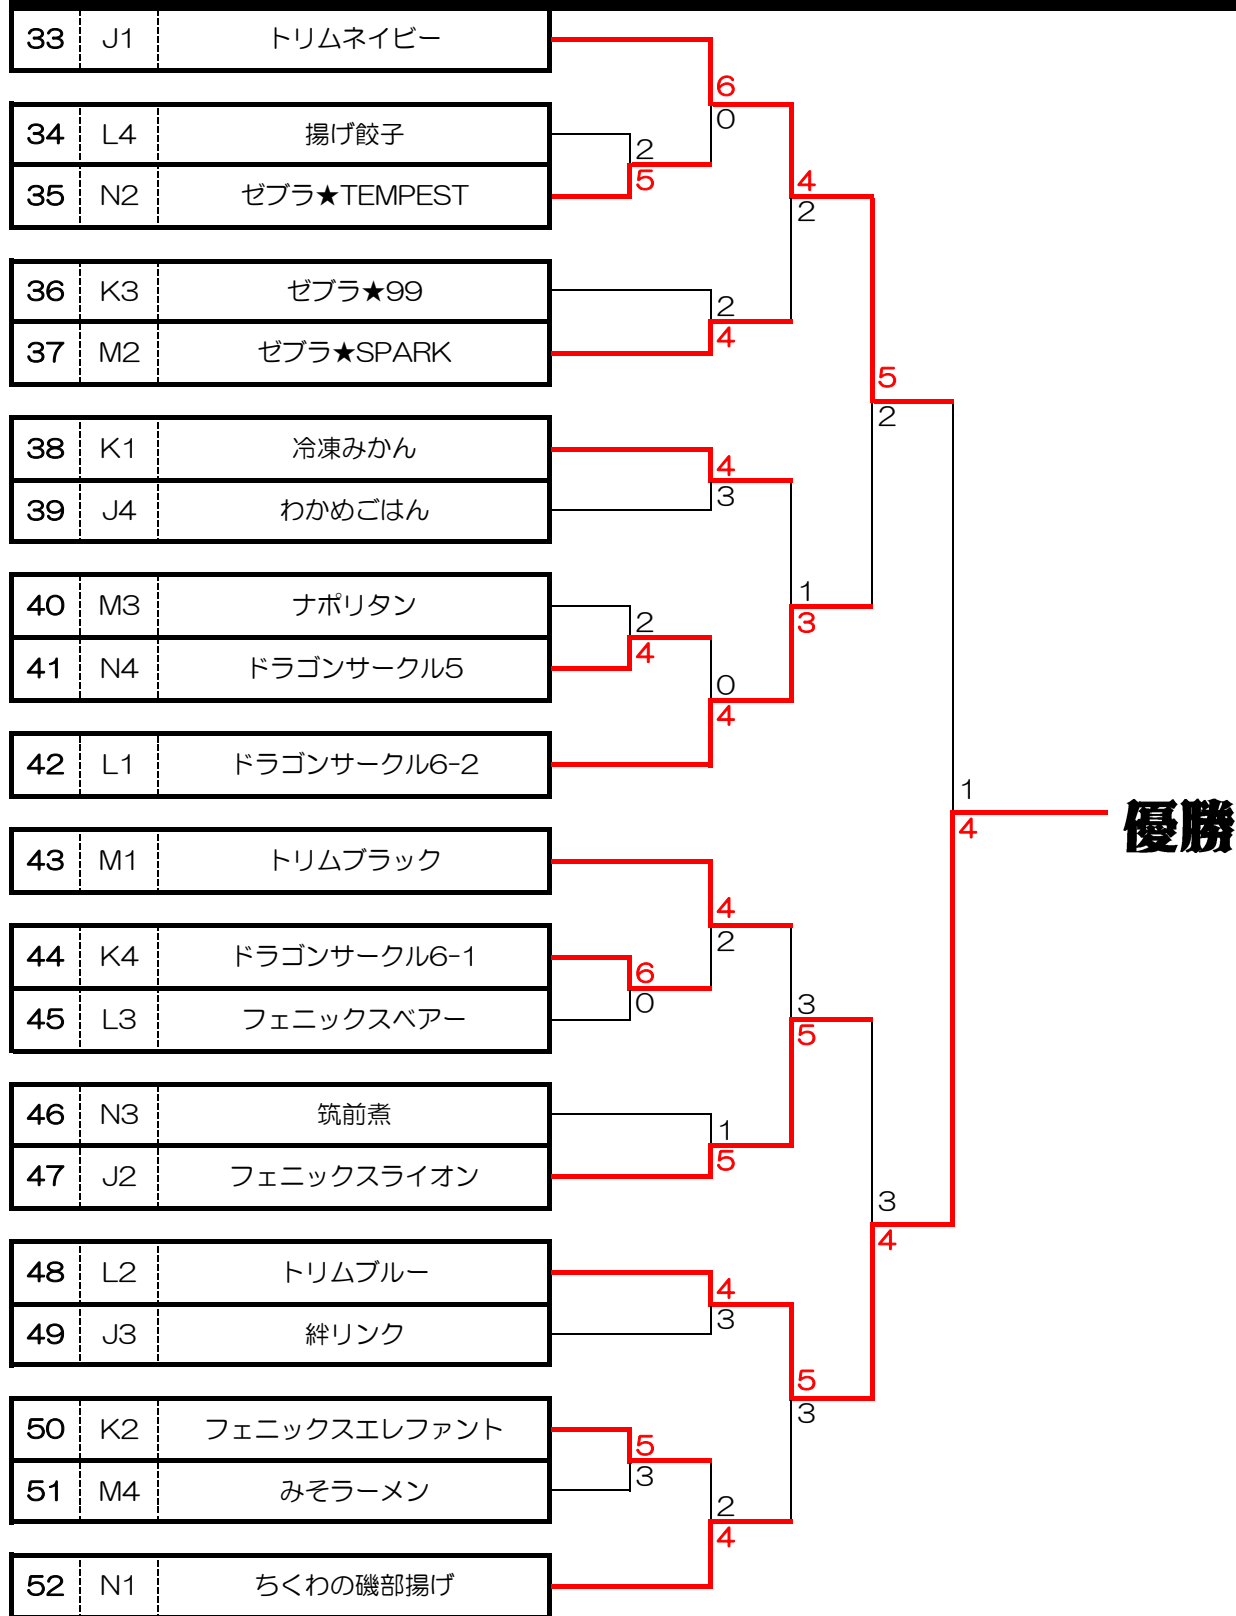 33 J1 トリムネイビー
6
0
34 L4 揚げ餃子
2
5
35 N2 ゼブラ★TEMPEST
4
2
36 K3 ゼブラ★99
2
4
37 M2 ゼブラ★SPARK
5
2
38 K1 冷凍みかん
4
3
39 J4 わかめごはん
40 M3 ナポリタン
1
3
2
4
41 N4 ドラゴンサークル5
0
4
42 L1 ドラゴンサークル6-2
1
4
優勝
43 M1 トリムブラック
4
2
44 K4 ドラゴンサークル6-1
6
0
45 L3 フェニックスベアー
3
5
46 N3 筑前煮
1
5
47 J2 フェニックスライオン
3
4
48 L2 トリムブルー
4
3
49 J3 絆リンク
5
3
50 K2 フェニックスエレファント
5
3
51 M4 みそラーメン
2
4
52 N1 ちくわの磯部揚げ